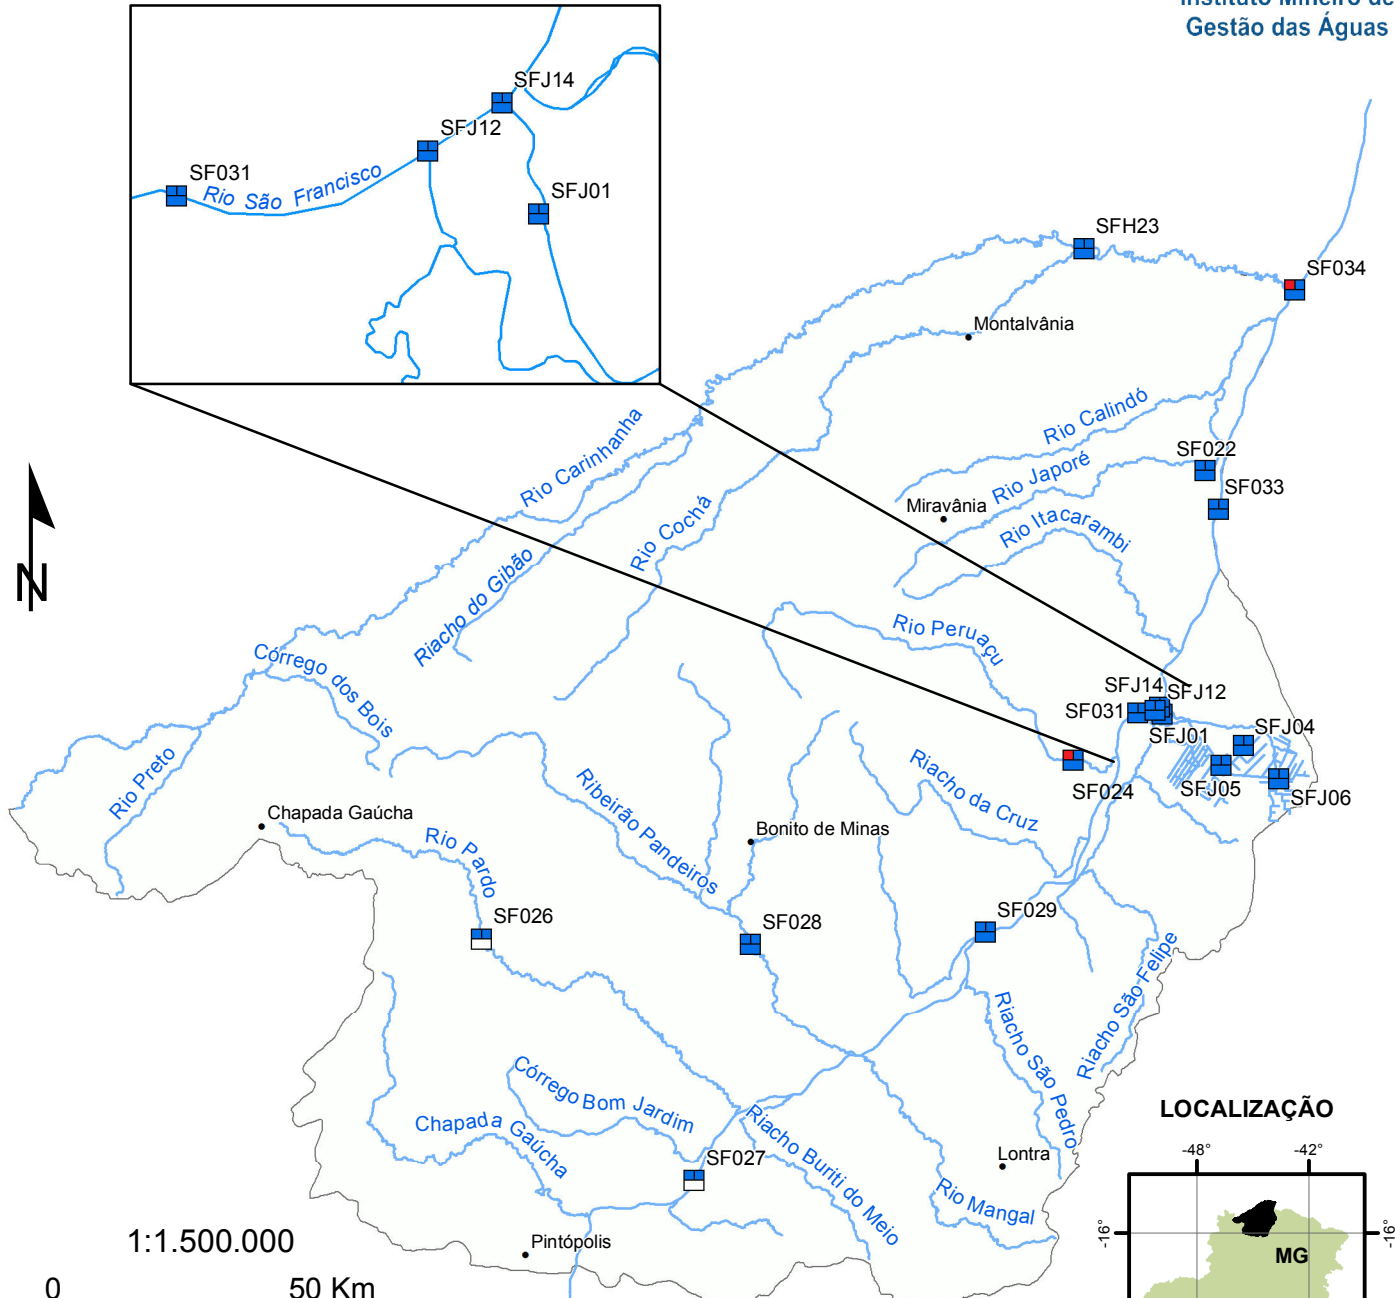 Instituto Mineiro de
Gestão das Águas
SFJ14
SFJ12
SF031
Rio São Francisco
SFJ01
SFH23
SF034
Montalvânia
Rio Calindó
Rio Carinhanha
SF022
Rio Japoré
SF033
Miravânia
Rio Cochá
Rio Itacarambi
N
Riacho do Gibão
Rio Peruaçu
Córrego dos Bois
SFJ14
SFJ12
SF031
SFJ01
SFJ04
Rio Preto
Riacho da Cruz
SF024
SFJ05
SFJ06
Chapada Gaúcha
Ribeirão Pandeiros
Bonito de Minas
Rio Pardo
SF026
SF028
SF029
Riacho São Felipe
Riacho São Pedro
Córrego Bom Jardim
Chapada Gaúcha
LOCALIZAÇÃO
Riacho Buriti do Meio
SF027
Lontra
-48°
-42°
Rio Mangal
-16°
-16°
1:1.500.000
Pintópolis
MG
0
50 Km